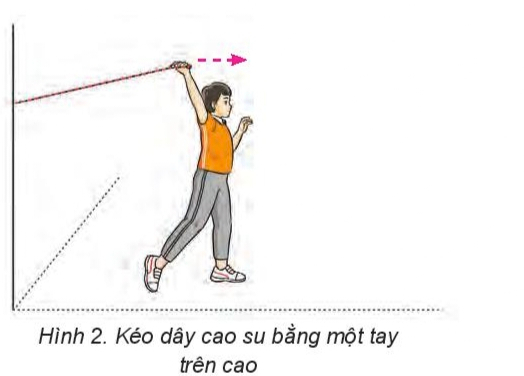 Hình 2. Kéo dây cao su bằng một tay
trên cao